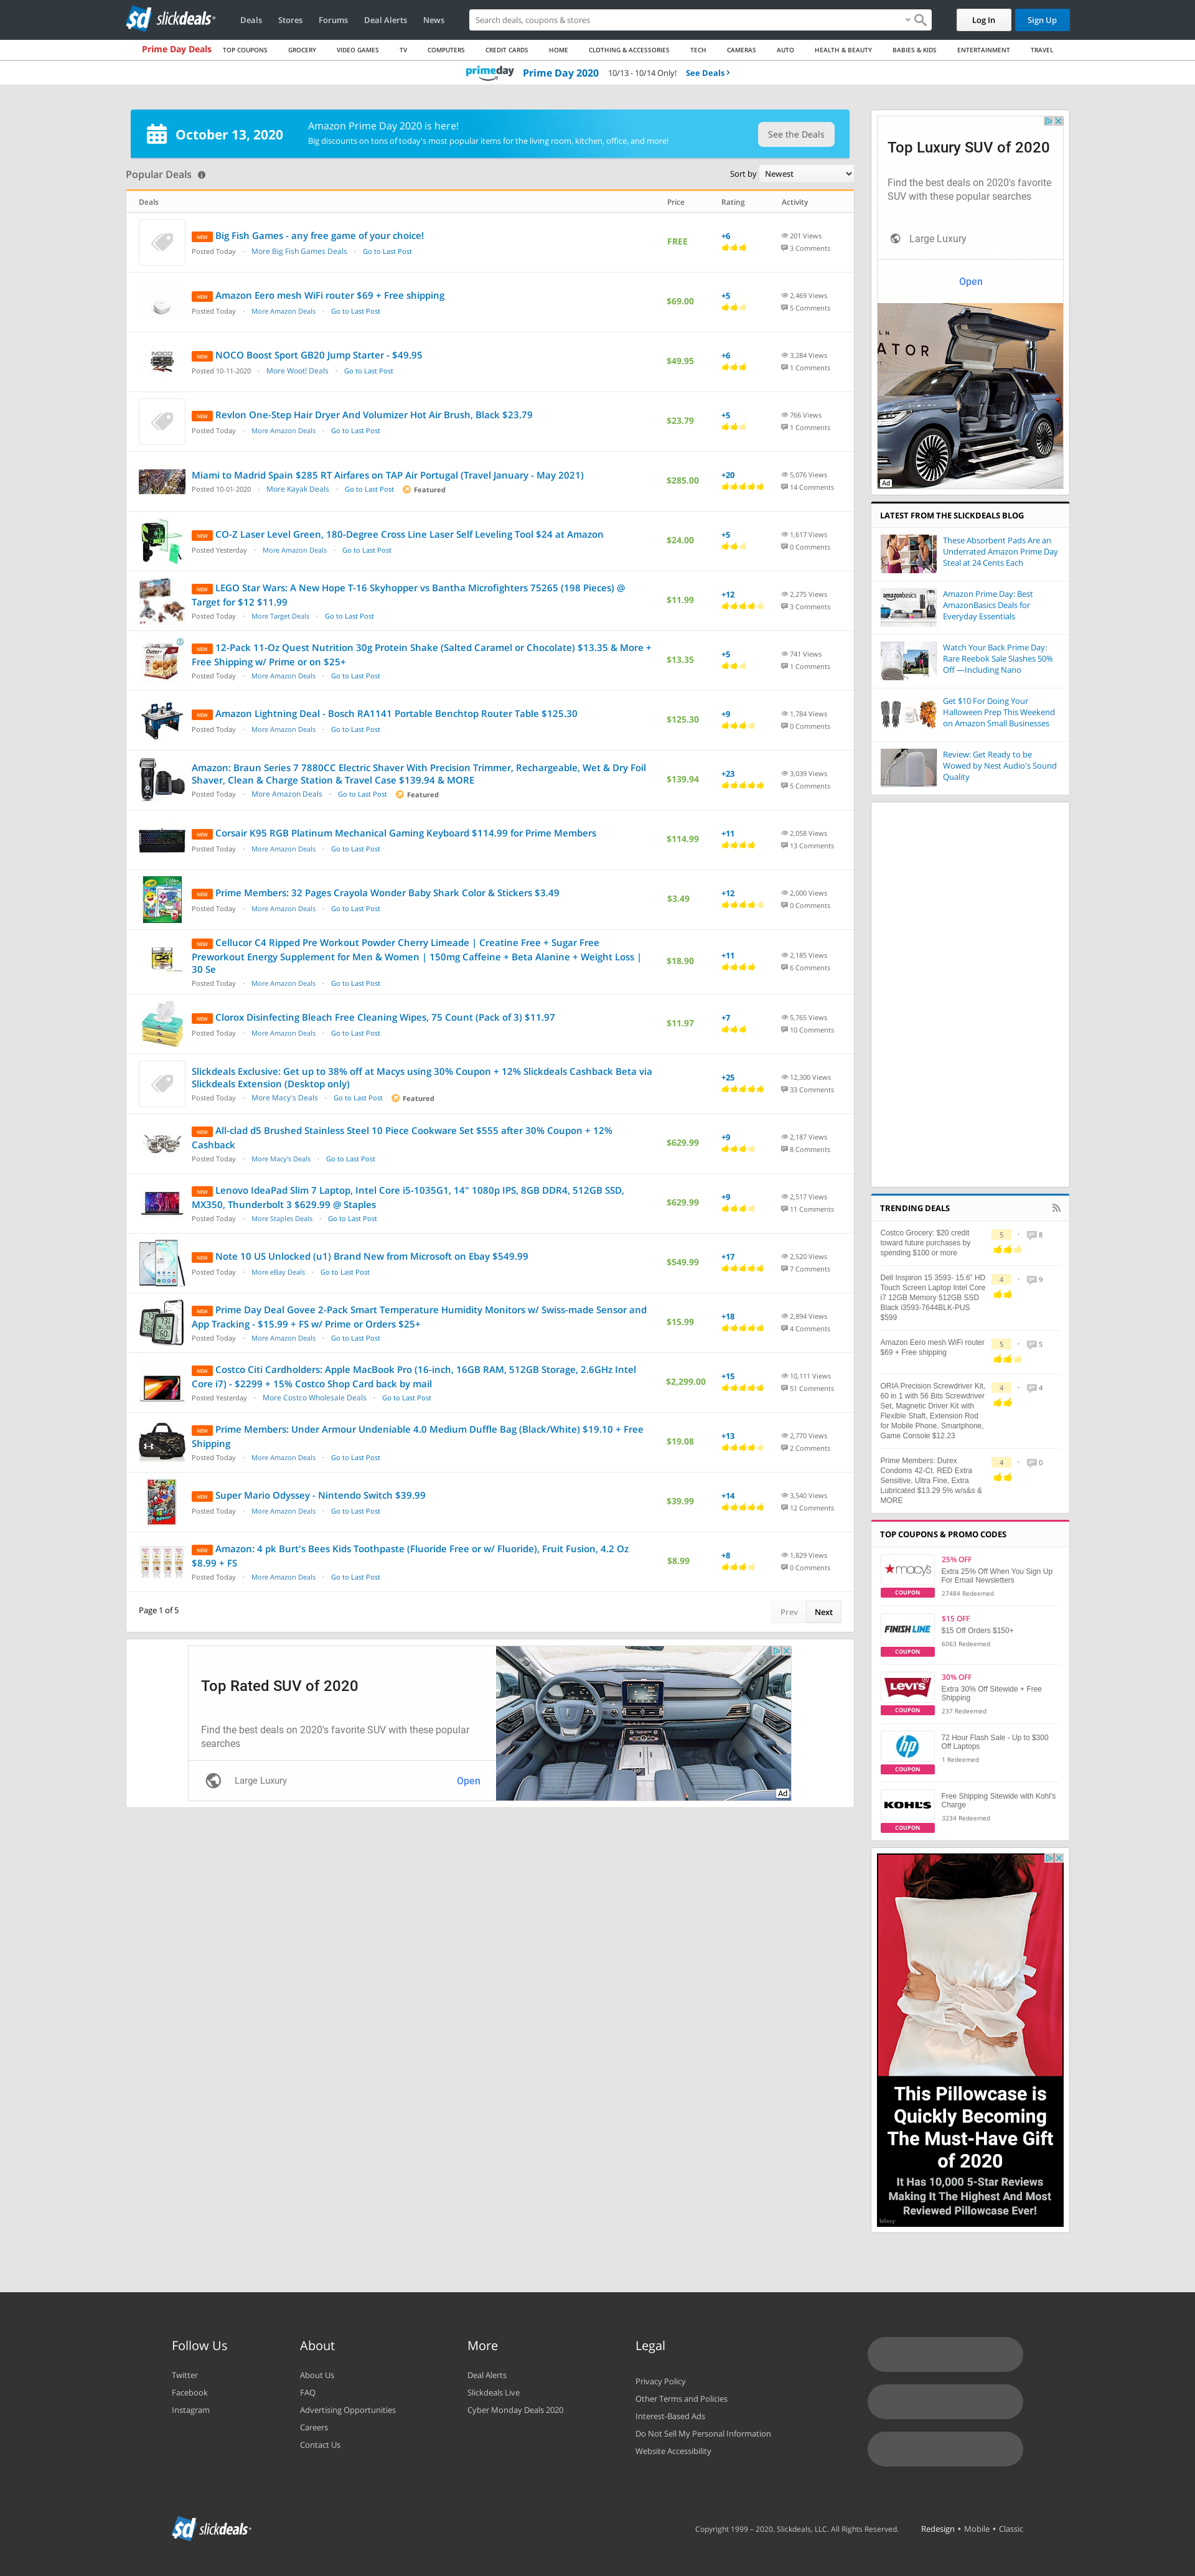 sd slickdeals
Deals Stores Forums Deal Alerts News
Search deals, coupons & stores
Log In Sign Up
Prime Day Deals TOP COUPONS GROCERY VIDEO GAMES TV COMPUTERS CREDIT CARDS HOME CLOTHING & ACCESSORIES TECH CAMERAS AUTO HEALTH & BEAUTY BABIES & KIDS ENTERTAINMENT TRAVEL
primeday Prime Day 2020 10/13 - 10/14 Only! See Deals
October 13, 2020
Amazon Prime Day 2020 is here!
Big discounts on tons of today's most popular items for the living room, kitchen, office, and more!
See the Deals
Popular Deals
Sort by Newest
Deals Price Rating Activity
NEW Big Fish Games - any free game of your choice!
Posted Today · More Big Fish Games Deals · Go to Last Post
FREE
+6
201 Views
3 Comments
NEW Amazon Eero mesh WiFi router $69 + Free shipping
Posted Today · More Amazon Deals · Go to Last Post
$69.00
+5
2,469 Views
5 Comments
NEW NOCO Boost Sport GB20 Jump Starter - $49.95
Posted 10-11-2020 · More Woot! Deals · Go to Last Post
$49.95
+6
3,284 Views
1 Comments
NEW Revlon One-Step Hair Dryer And Volumizer Hot Air Brush, Black $23.79
Posted Today · More Amazon Deals · Go to Last Post
$23.79
+5
766 Views
1 Comments
Miami to Madrid Spain $285 RT Airfares on TAP Air Portugal (Travel January - May 2021)
Posted 10-01-2020 · More Kayak Deals · Go to Last Post Featured
$285.00
+20
5,076 Views
14 Comments
NEW CO-Z Laser Level Green, 180-Degree Cross Line Laser Self Leveling Tool $24 at Amazon
Posted Yesterday · More Amazon Deals · Go to Last Post
$24.00
+5
1,617 Views
0 Comments
NEW LEGO Star Wars: A New Hope T-16 Skyhopper vs Bantha Microfighters 75265 (198 Pieces) @
Target for $12 $11.99
Posted Today · More Target Deals · Go to Last Post
$11.99
+12
2,275 Views
3 Comments
NEW 12-Pack 11-Oz Quest Nutrition 30g Protein Shake (Salted Caramel or Chocolate) $13.35 & More +
Free Shipping w/ Prime or on $25+
Posted Today · More Amazon Deals · Go to Last Post
$13.35
+5
741 Views
1 Comments
NEW Amazon Lightning Deal - Bosch RA1141 Portable Benchtop Router Table $125.30
Posted Today · More Amazon Deals · Go to Last Post
$125.30
+9
1,784 Views
0 Comments
Amazon: Braun Series 7 7880CC Electric Shaver With Precision Trimmer, Rechargeable, Wet & Dry Foil
Shaver, Clean & Charge Station & Travel Case $139.94 & MORE
Posted Today · More Amazon Deals · Go to Last Post Featured
$139.94
+23
3,039 Views
5 Comments
NEW Corsair K95 RGB Platinum Mechanical Gaming Keyboard $114.99 for Prime Members
Posted Today · More Amazon Deals · Go to Last Post
$114.99
+11
2,058 Views
13 Comments
NEW Prime Members: 32 Pages Crayola Wonder Baby Shark Color & Stickers $3.49
Posted Today · More Amazon Deals · Go to Last Post
$3.49
+12
2,000 Views
0 Comments
NEW Cellucor C4 Ripped Pre Workout Powder Cherry Limeade | Creatine Free + Sugar Free
Preworkout Energy Supplement for Men & Women | 150mg Caffeine + Beta Alanine + Weight Loss |
30 Se
Posted Today · More Amazon Deals · Go to Last Post
$18.90
+11
2,185 Views
6 Comments
NEW Clorox Disinfecting Bleach Free Cleaning Wipes, 75 Count (Pack of 3) $11.97
Posted Today · More Amazon Deals · Go to Last Post
$11.97
+7
5,765 Views
10 Comments
Slickdeals Exclusive: Get up to 38% off at Macys using 30% Coupon + 12% Slickdeals Cashback Beta via
Slickdeals Extension (Desktop only)
Posted Today · More Macy's Deals · Go to Last Post Featured
+25
12,300 Views
33 Comments
NEW All-clad d5 Brushed Stainless Steel 10 Piece Cookware Set $555 after 30% Coupon + 12%
Cashback
Posted Today · More Macy's Deals · Go to Last Post
$629.99
+9
2,187 Views
8 Comments
NEW Lenovo IdeaPad Slim 7 Laptop, Intel Core i5-1035G1, 14" 1080p IPS, 8GB DDR4, 512GB SSD,
MX350, Thunderbolt 3 $629.99 @ Staples
Posted Today · More Staples Deals · Go to Last Post
$629.99
+9
2,517 Views
11 Comments
NEW Note 10 US Unlocked (u1) Brand New from Microsoft on Ebay $549.99
Posted Today · More eBay Deals · Go to Last Post
$549.99
+17
2,520 Views
7 Comments
NEW Prime Day Deal Govee 2-Pack Smart Temperature Humidity Monitors w/ Swiss-made Sensor and
App Tracking - $15.99 + FS w/ Prime or Orders $25+
Posted Today · More Amazon Deals · Go to Last Post
$15.99
+18
2,894 Views
4 Comments
NEW Costco Citi Cardholders: Apple MacBook Pro (16-inch, 16GB RAM, 512GB Storage, 2.6GHz Intel
Core i7) - $2299 + 15% Costco Shop Card back by mail
Posted Yesterday · More Costco Wholesale Deals · Go to Last Post
$2,299.00
+15
10,111 Views
51 Comments
NEW Prime Members: Under Armour Undeniable 4.0 Medium Duffle Bag (Black/White) $19.10 + Free
Shipping
Posted Today · More Amazon Deals · Go to Last Post
$19.08
+13
2,770 Views
2 Comments
NEW Super Mario Odyssey - Nintendo Switch $39.99
Posted Today · More Amazon Deals · Go to Last Post
$39.99
+14
3,540 Views
12 Comments
NEW Amazon: 4 pk Burt's Bees Kids Toothpaste (Fluoride Free or w/ Fluoride), Fruit Fusion, 4.2 Oz
$8.99 + FS
Posted Today · More Amazon Deals · Go to Last Post
$8.99
+8
1,829 Views
0 Comments
Page 1 of 5
Prev Next
Top Rated SUV of 2020
Find the best deals on 2020's favorite SUV with these popular
searches
Large Luxury Open
Ad
Top Luxury SUV of 2020
Find the best deals on 2020's favorite SUV
with these popular searches
Large Luxury
Open
Ad
LATEST FROM THE SLICKDEALS BLOG
These Absorbent Pads Are an
Underrated Amazon Prime Day
Steal at 24 Cents Each
amazonbasics
Amazon Prime Day: Best
AmazonBasics Deals for
Everyday Essentials
Watch Your Back Prime Day:
Rare Reebok Sale Slashes 50%
Off —Including Nano
Get $10 For Doing Your
Halloween Prep This Weekend
on Amazon Small Businesses
Review: Get Ready to be
Wowed by Nest Audio's Sound
Quality
TRENDING DEALS
Costco Grocery: $20 credit
toward future purchases by
spending $100 or more
5 · 8
Dell Inspiron 15 3593- 15.6” HD
Touch Screen Laptop Intel Core
i7 12GB Memory 512GB SSD
Black i3593-7644BLK-PUS
$599
4 · 9
Amazon Eero mesh WiFi router
$69 + Free shipping
5 · 5
ORIA Precision Screwdriver Kit,
60 in 1 with 56 Bits Screwdriver
Set, Magnetic Driver Kit with
Flexible Shaft, Extension Rod
for Mobile Phone, Smartphone,
Game Console $12.23
4 · 4
Prime Members: Durex
Condoms 42-Ct. RED Extra
Sensitive, Ultra Fine, Extra
Lubricated $13.29 5% w/s&s &
MORE
4 · 0
TOP COUPONS & PROMO CODES
macy's
COUPON
25% OFF
Extra 25% Off When You Sign Up
For Email Newsletters
27484 Redeemed
FINISH LINE
COUPON
$15 OFF
$15 Off Orders $150+
6063 Redeemed
LEVI'S
COUPON
30% OFF
Extra 30% Off Sitewide + Free
Shipping
237 Redeemed
hp
COUPON
72 Hour Flash Sale - Up to $300
Off Laptops
1 Redeemed
KOHL'S
COUPON
Free Shipping Sitewide with Kohl's
Charge
3234 Redeemed
This Pillowcase is
Quickly Becoming
The Must-Have Gift
of 2020
It Has 10,000 5-Star Reviews
Making It The Highest And Most
Reviewed Pillowcase Ever!
Follow Us
Twitter
Facebook
Instagram
About
About Us
FAQ
Advertising Opportunities
Careers
Contact Us
More
Deal Alerts
Slickdeals Live
Cyber Monday Deals 2020
Legal
Privacy Policy
Other Terms and Policies
Interest-Based Ads
Do Not Sell My Personal Information
Website Accessibility
sd slickdeals
Copyright 1999 – 2020. Slickdeals, LLC. All Rights Reserved. Redesign • Mobile • Classic